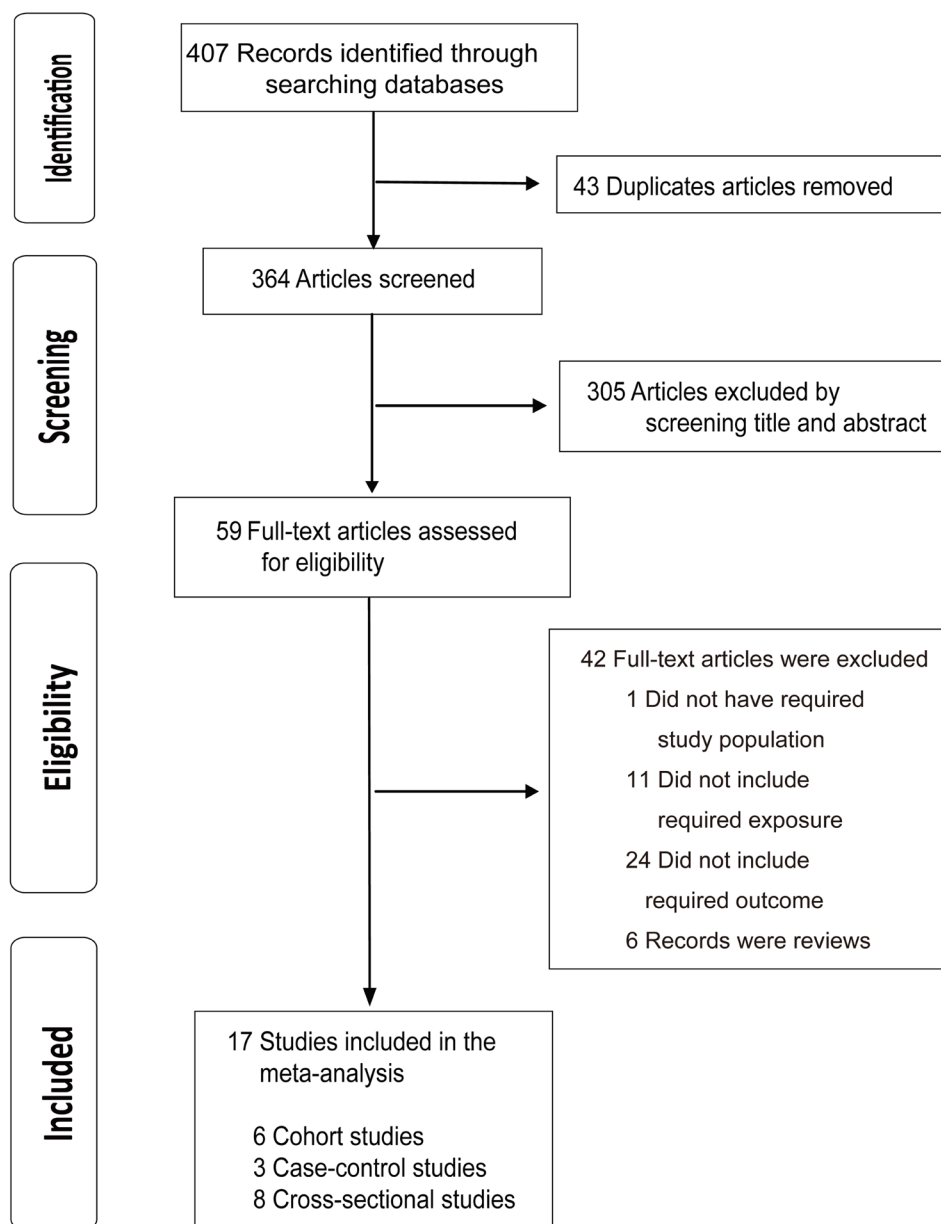 Identification
407 Records identified through
searching databases
43 Duplicates articles removed
Screening
364 Articles screened
305 Articles excluded by
screening title and abstract
59 Full-text articles assessed
for eligibility
Eligibility
42 Full-text articles were excluded
1 Did not have required
study population
11 Did not include
required exposure
24 Did not include
required outcome
6 Records were reviews
Included
17 Studies included in the
meta-analysis
6 Cohort studies
3 Case-control studies
8 Cross-sectional studies